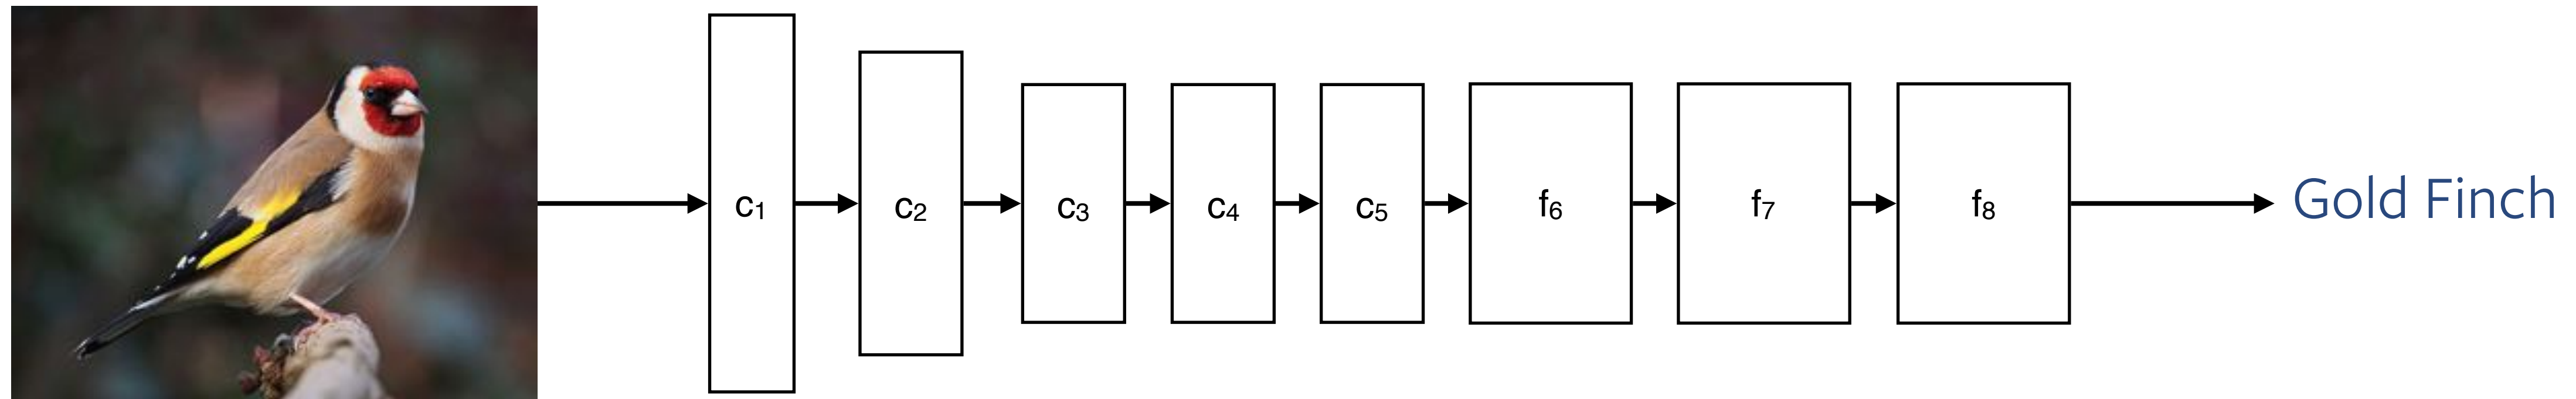 c₁
c₂
c₃
c₄
c₅
f₆
f₇
f₈
Gold Finch